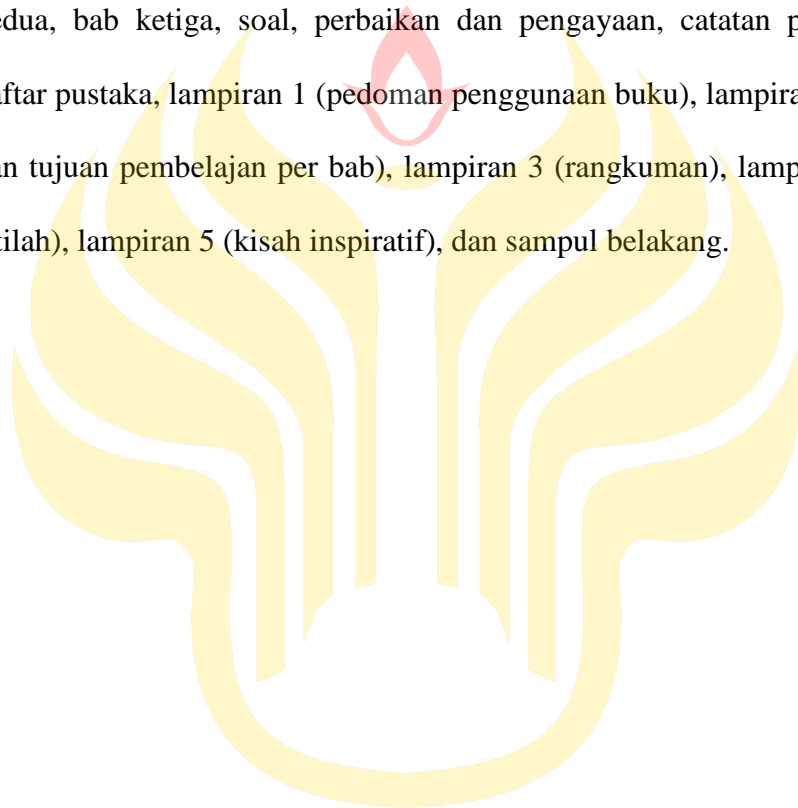 edua, bab ketiga, soal, perbaikan dan pengayaan, catatan p
aftar pustaka, lampiran 1 (pedoman penggunaan buku), lampira
an tujuan pembelajan per bab), lampiran 3 (rangkuman), lamp
tilah), lampiran 5 (kisah inspiratif), dan sampul belakang.